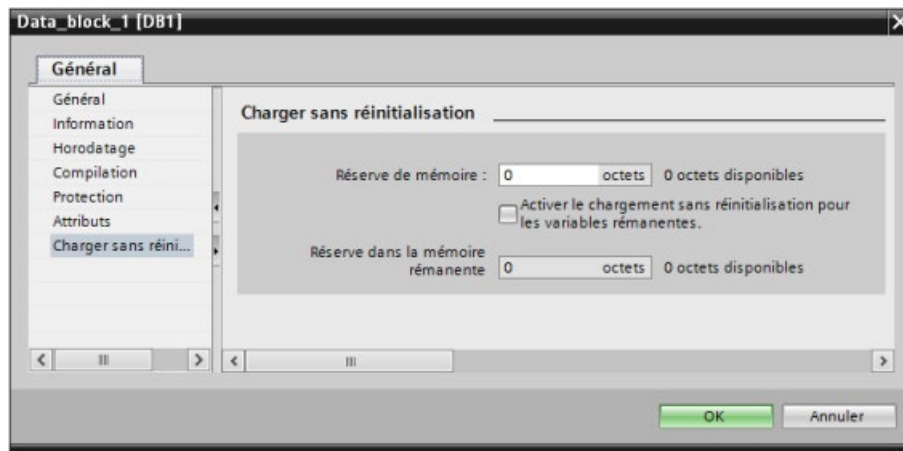 Data_block_1 [DB1]
Général
Général
Information
Horodatage
Compilation
Protection
Attributs
Charger sans réini...
Charger sans réinitialisation
Réserve de mémoire : 0 octets 0 octets disponibles
Activer le chargement sans réinitialisation pour
les variables rémanentes.
Réserve dans la mémoire
rémanente 0 octets 0 octets disponibles
OK Annuler